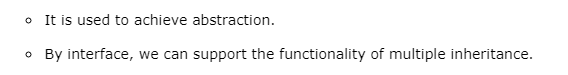 It is used to achieve abstraction.
By interface, we can support the functionality of multiple inheritance.